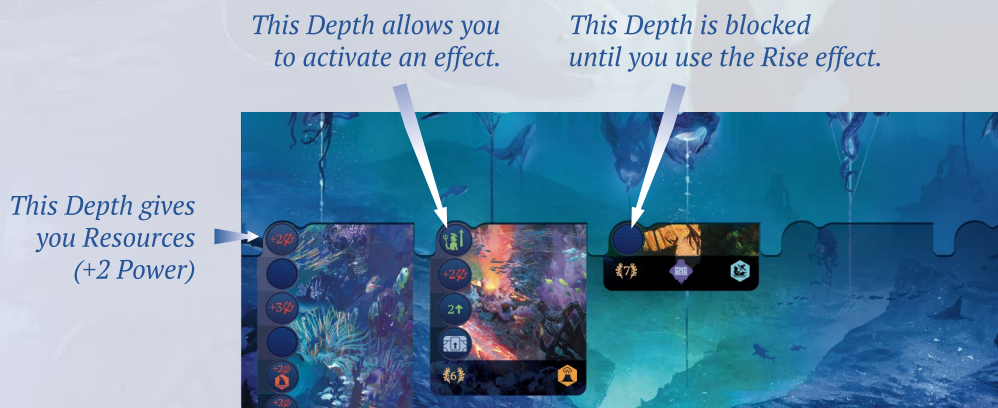 This Depth allows you
to activate an effect.
This Depth is blocked
until you use the Rise effect.
This Depth gives
you Resources
(+2 Power)
+2
+2
7
+3
2
6
+2
+2